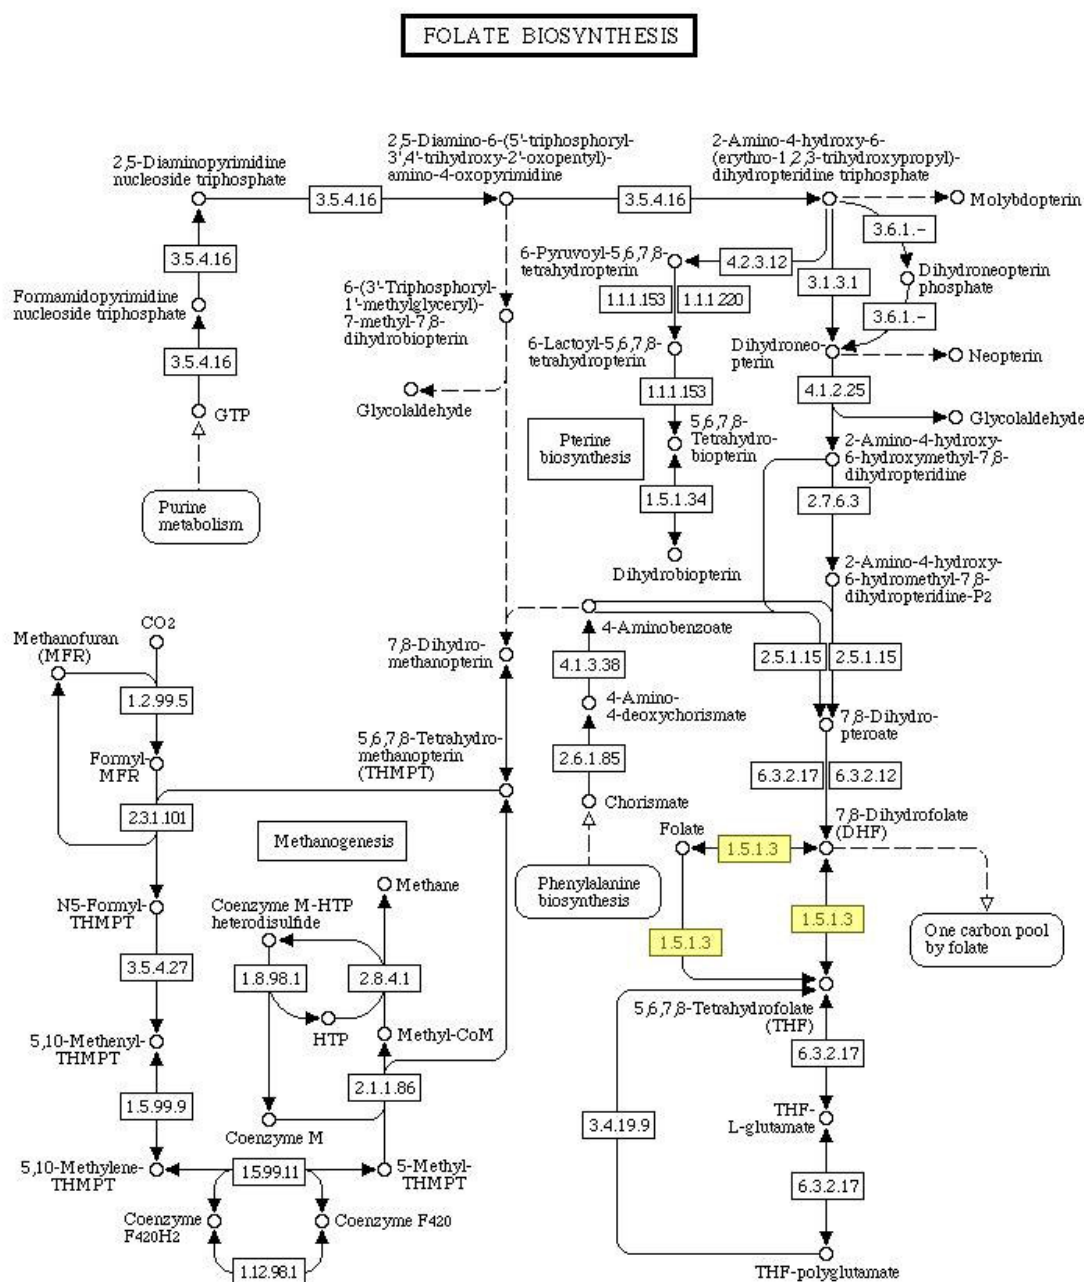 FOLATE BIOSYNTHESIS
2,5-Diaminopyrimidine
nucleoside triphosphate
2,5-Diamino-6-(5'-triphosphoryl-
3',4'-trihydroxy-2'-oxopentyl)-
amino-4-oxopyrimidine
2-Amino-4-hydroxy-6-
(erythro-1,2,3-trihydroxypropyl)-
dihydropteridine triphosphate
3.5.4.16
3.5.4.16
Molybdopterin
3.6.1.-
3.5.4.16
6-Pyruvoyl-5,6,7,8-
tetrahydropterin
4.2.3.12
3.1.3.1
Dihydroneopterin
phosphate
Formamidopyrimidine
nucleoside triphosphate
6-(3'-Triphosphoryl-
1'-methylglyceryl)-
7-methyl-7,8-
dihydrobiopterin
1.1.1.153
1.1.1.220
3.6.1.-
3.5.4.16
6-Lactoyl-5,6,7,8-
tetrahydropterin
Dihydroneo-
pterin
Neopterin
1.1.1.153
4.1.2.25
GTP
Glycolaldehyde
Glycolaldehyde
Pterine
biosynthesis
5,6,7,8-
Tetrahydro-
biopterin
2-Amino-4-hydroxy-
6-hydroxymethyl-7,8-
dihydropteridine
Purine
metabolism
1.5.1.34
2.7.6.3
Dihydrobiopterin
2-Amino-4-hydroxy-
6-hydromethyl-7,8-
dihydropteridine-P2
CO2
Methanofuran
(MFR)
7,8-Dihydro-
methanopterin
4-Aminobenzoate
4.1.3.38
2.5.1.15
2.5.1.15
1.2.99.5
4-Amino-
4-deoxychorismate
7,8-Dihydro-
pteroate
Formyl-
MFR
5,6,7,8-Tetrahydro-
methanopterin
(THMPT)
2.6.1.85
6.3.2.17
6.3.2.12
2.3.1.101
Chorismate
7,8-Dihydrofolate
(DHF)
Methanogenesis
Folate
1.5.1.3
Methane
Phenylalanine
biosynthesis
N5-Formyl-
THMPT
Coenzyme M-HTP
heterodisulfide
1.5.1.3
1.5.1.3
One carbon pool
by folate
3.5.4.27
1.8.98.1
2.8.4.1
5,6,7,8-Tetrahydrofolate
(THF)
HTP
Methyl-CoM
5,10-Methenyl-
THMPT
6.3.2.17
2.1.1.86
1.5.99.9
3.4.19.9
THF-
L-glutamate
Coenzyme M
5,10-Methylene-
THMPT
1.5.99.11
5-Methyl-
THMPT
6.3.2.17
Coenzyme
F420H2
Coenzyme F420
1.12.98.1
THF-polyglutamate